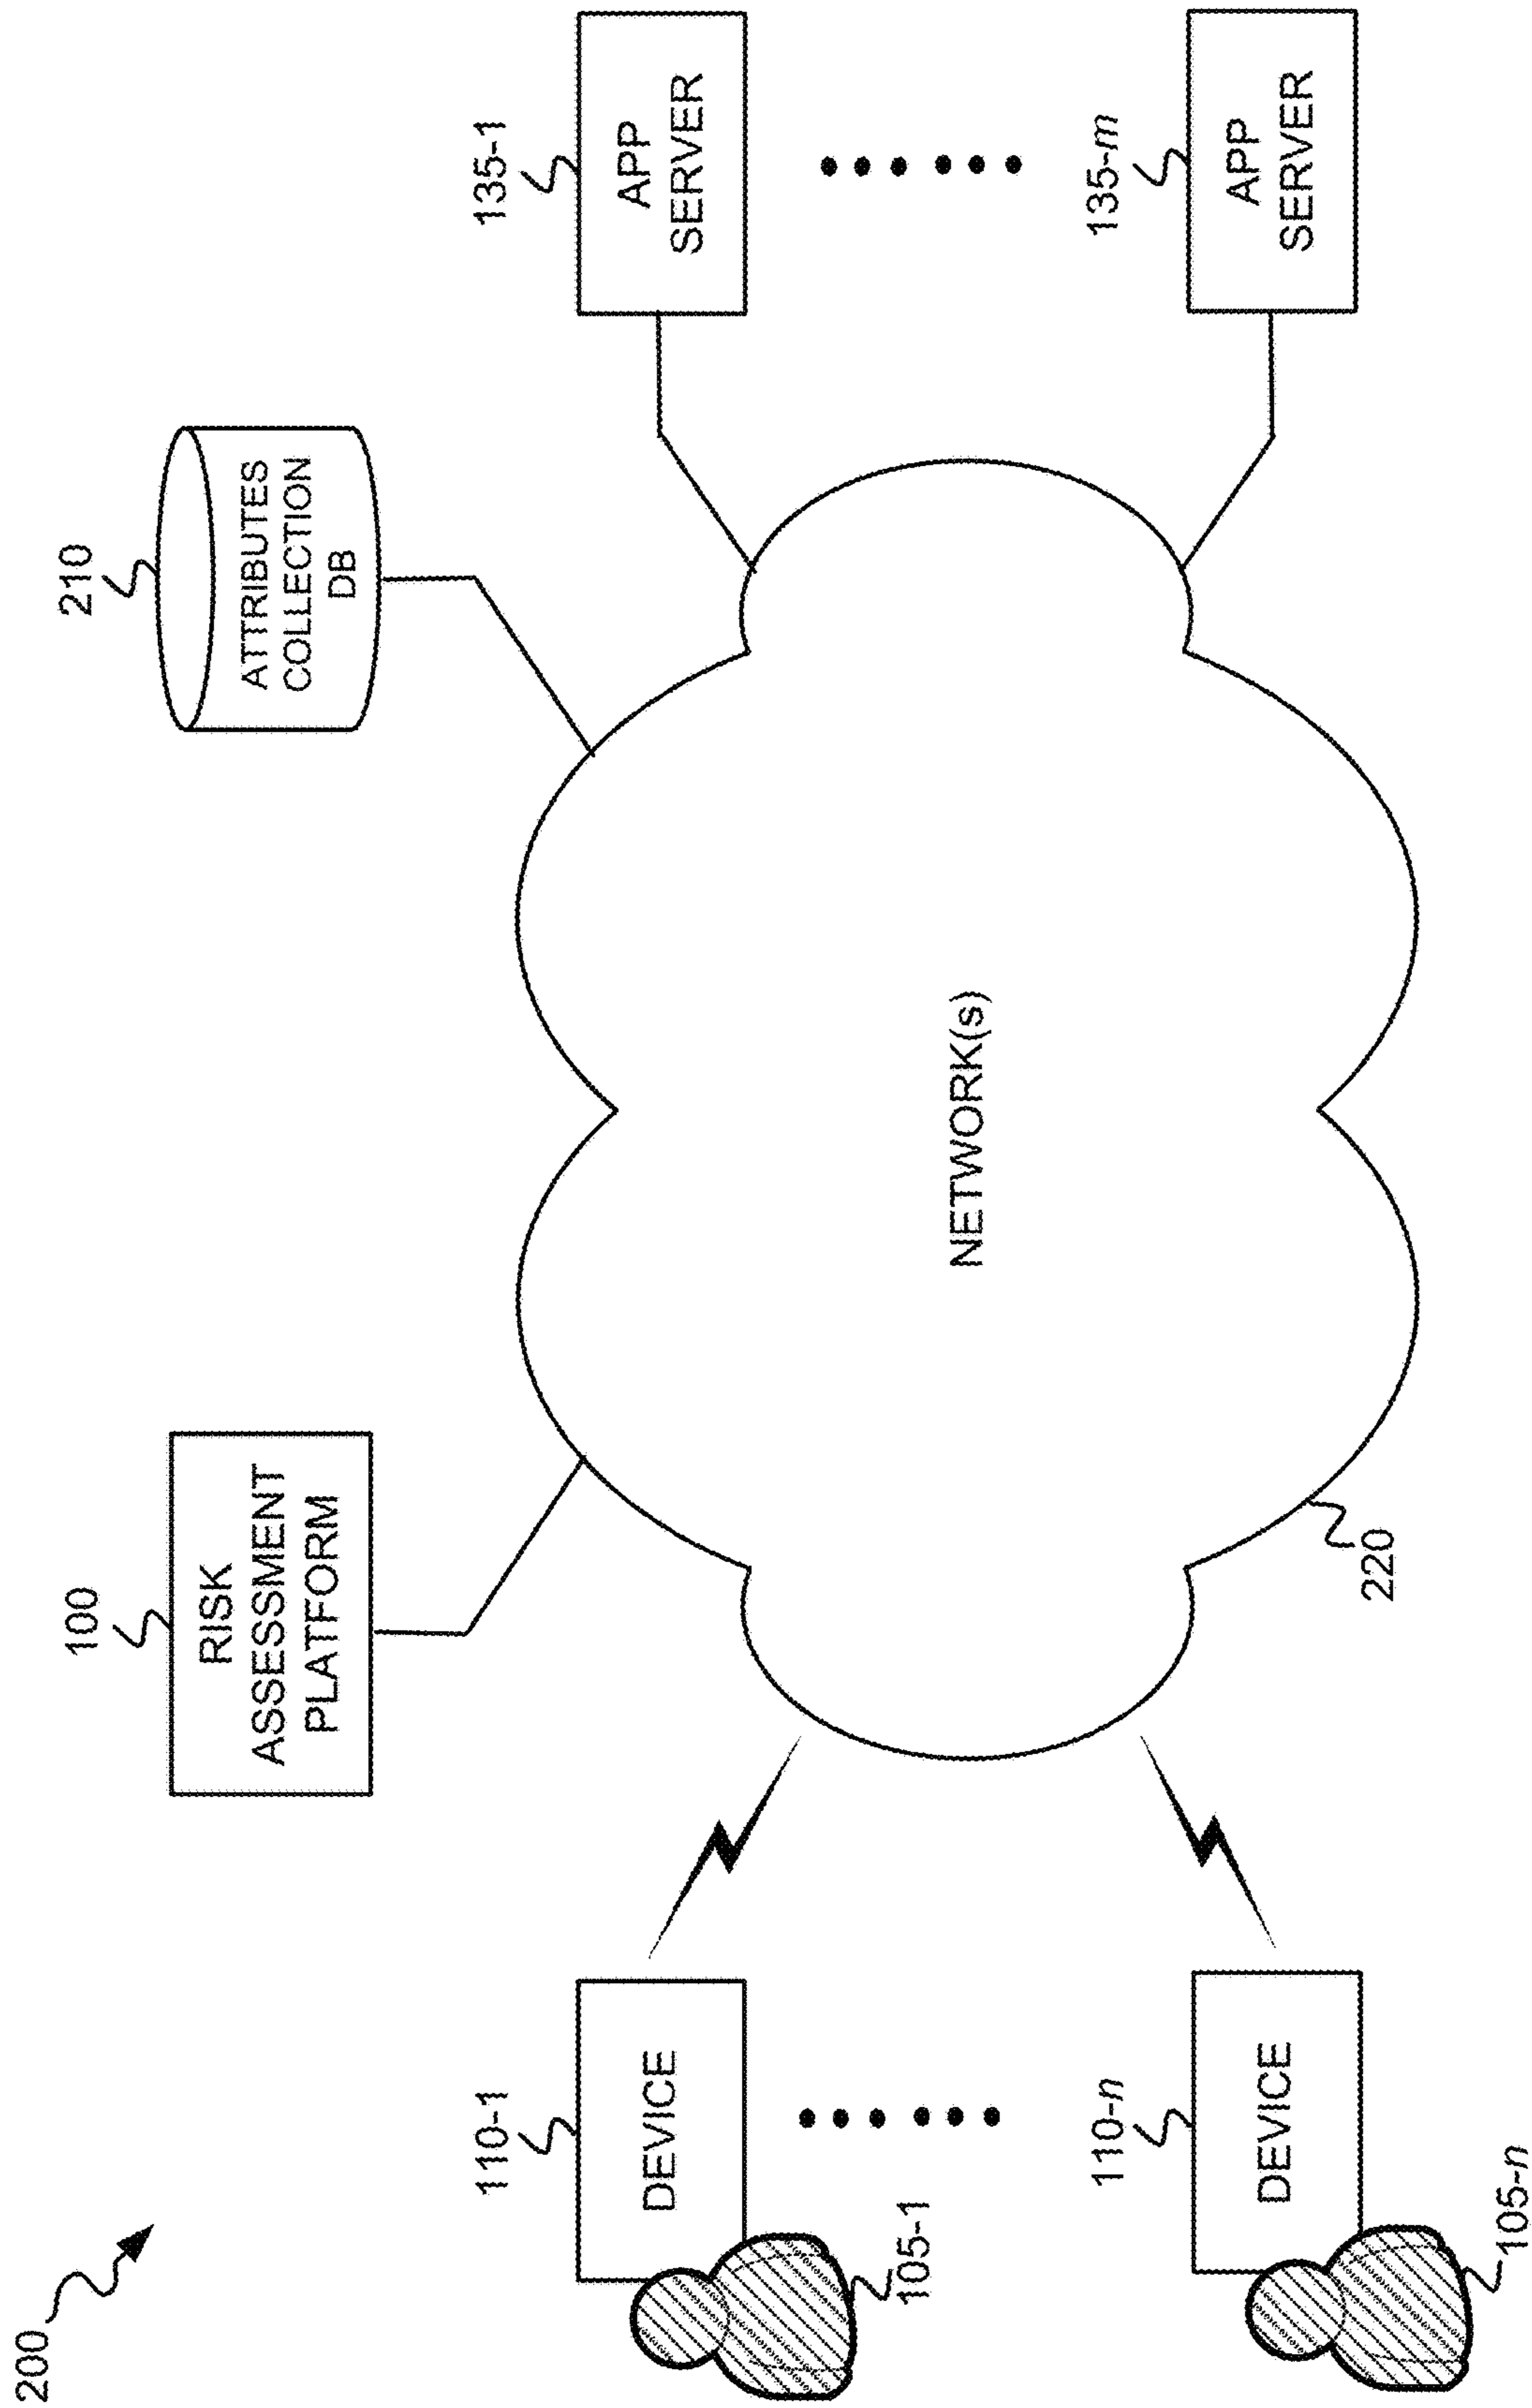 200
100
RISK
ASSESSMENT
PLATFORM
210
ATTRIBUTES
COLLECTION
DB
110-1
DEVICE
105-1
135-1
APP
SERVER
NETWORK(s)
110-n
DEVICE
105-n
220
135-m
APP
SERVER